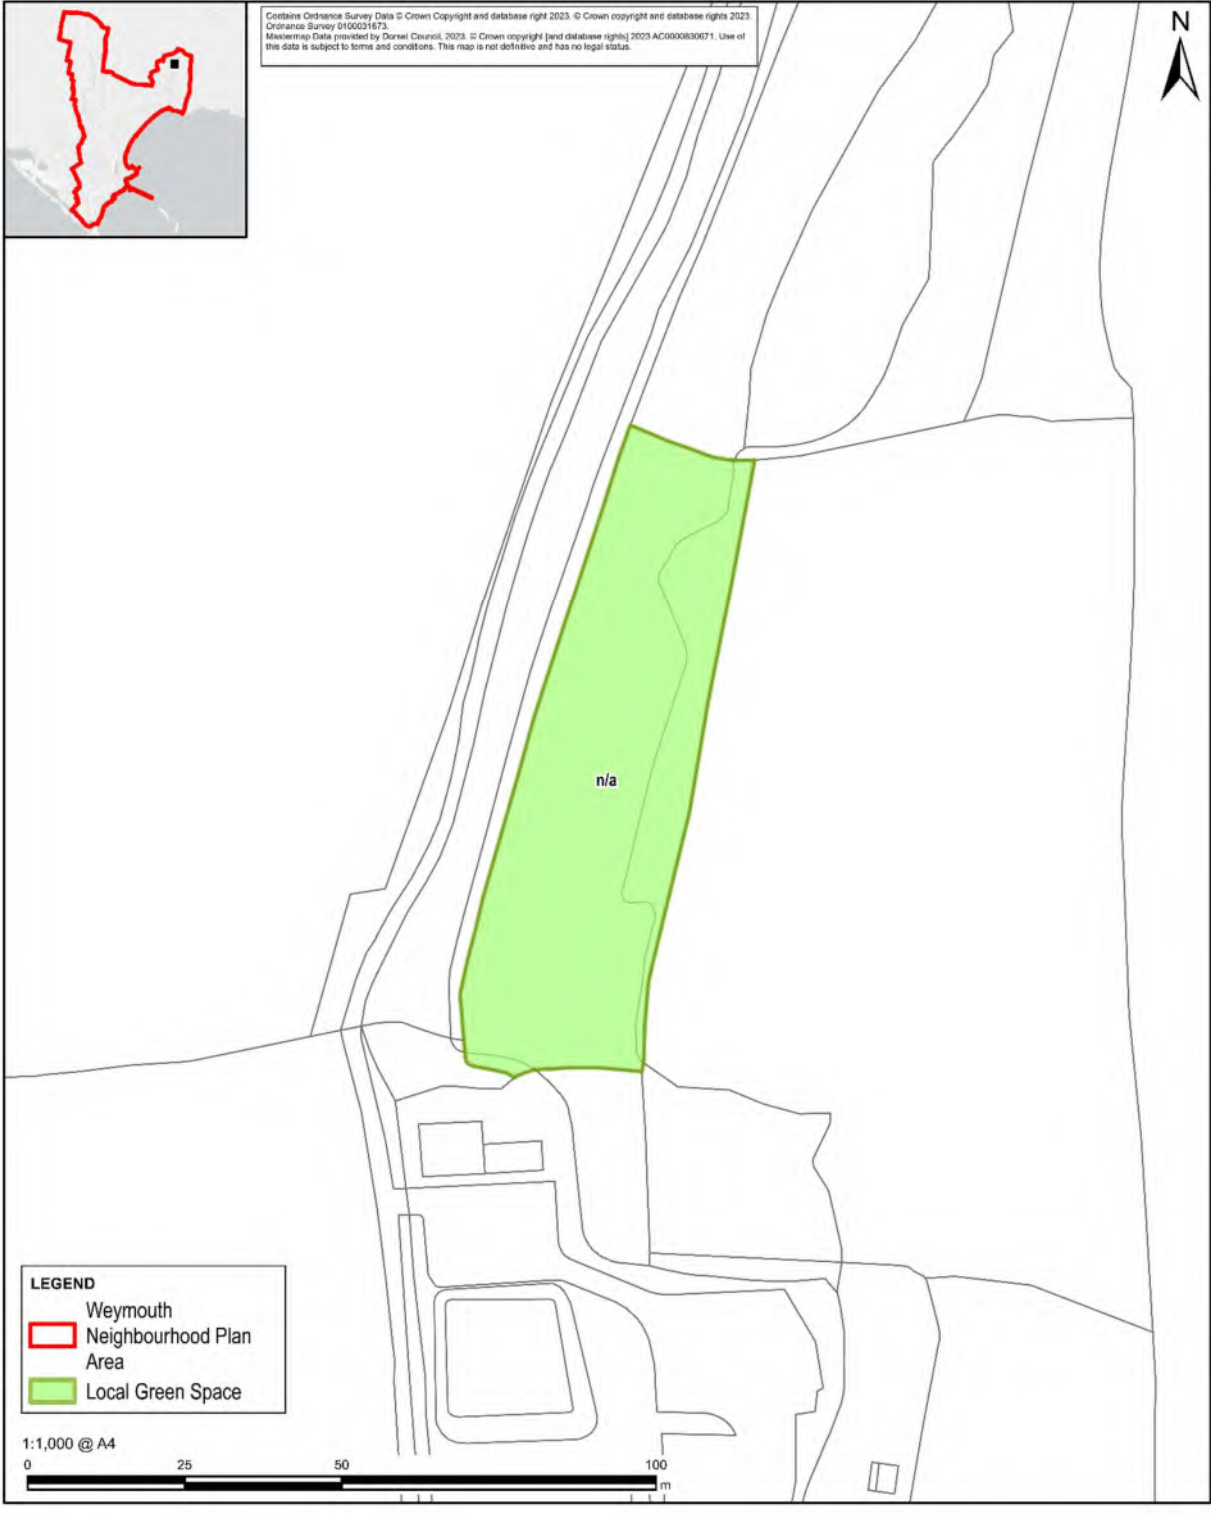 Contains Ordnance Survey Data © Crown Copyright and database right 2023. © Crown copyright and database rights 2023.
Ordnance Survey 0100031673.
Mastermap Data provided by Dorset Council, 2023. © Crown copyright [and database rights] 2023 AC0000830671. Use of
this data is subject to terms and conditions. This map is not definitive and has no legal status.
N
n/a
LEGEND
Weymouth
Neighbourhood Plan
Area
Local Green Space
1:1,000 @ A4
0 25 50 100
m